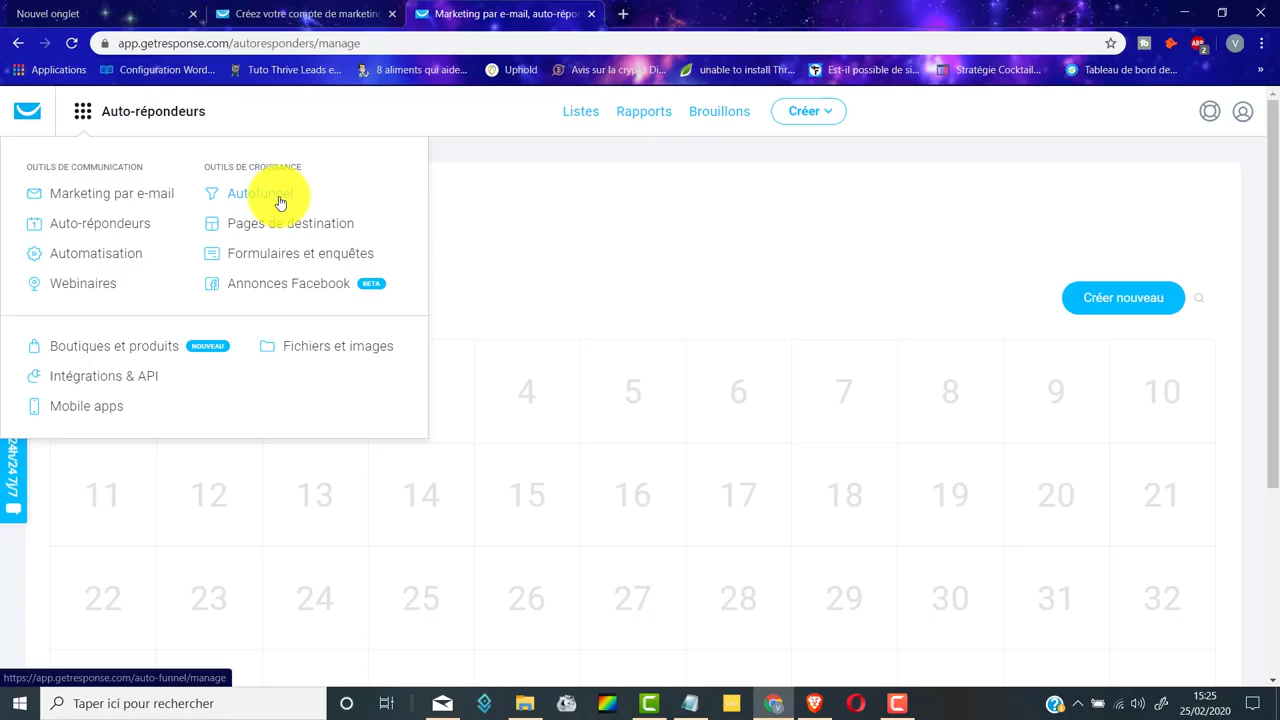 Nouvel onglet
Créez votre compte de marketing
Marketing par e-mail, auto-répon
app.getresponse.com/autoresponders/manage
V
Applications
Configuration Word...
Tuto Thrive Leads e...
8 aliments qui aide...
Uphold
Avis sur la crypto Di...
unable to install Thr...
Est-il possible de si...
Stratégie Cocktail...
Tableau de bord de...
»
Auto-répondeurs
Listes
Rapports
Brouillons
Créer
OUTILS DE COMMUNICATION
OUTILS DE CROISSANCE
Marketing par e-mail
Autofunnel
Auto-répondeurs
Pages de destination
Automatisation
Formulaires et enquêtes
Webinaires
Annonces Facebook BETA
Créer nouveau
Boutiques et produits NOUVEAU
Fichiers et images
Intégrations & API
Mobile apps
24h/24 7j/7
4 5 6 7 8 9 10
11 12 13 14 15 16 17 18 19 20 21
22 23 24 25 26 27 28 29 30 31 32
https://app.getresponse.com/auto-funnel/manage
Taper ici pour rechercher
15:25
25/02/2020